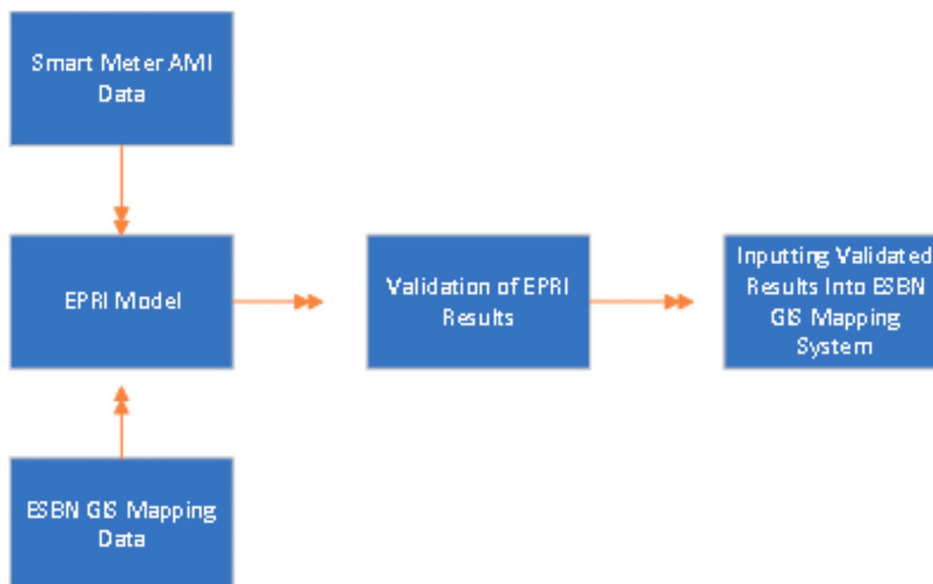 Smart Meter AMI
Data
EPRI Model
Validation of EPRI
Results
Inputting Validated
Results Into ESBN
GIS Mapping
System
ESBN GIS Mapping
Data